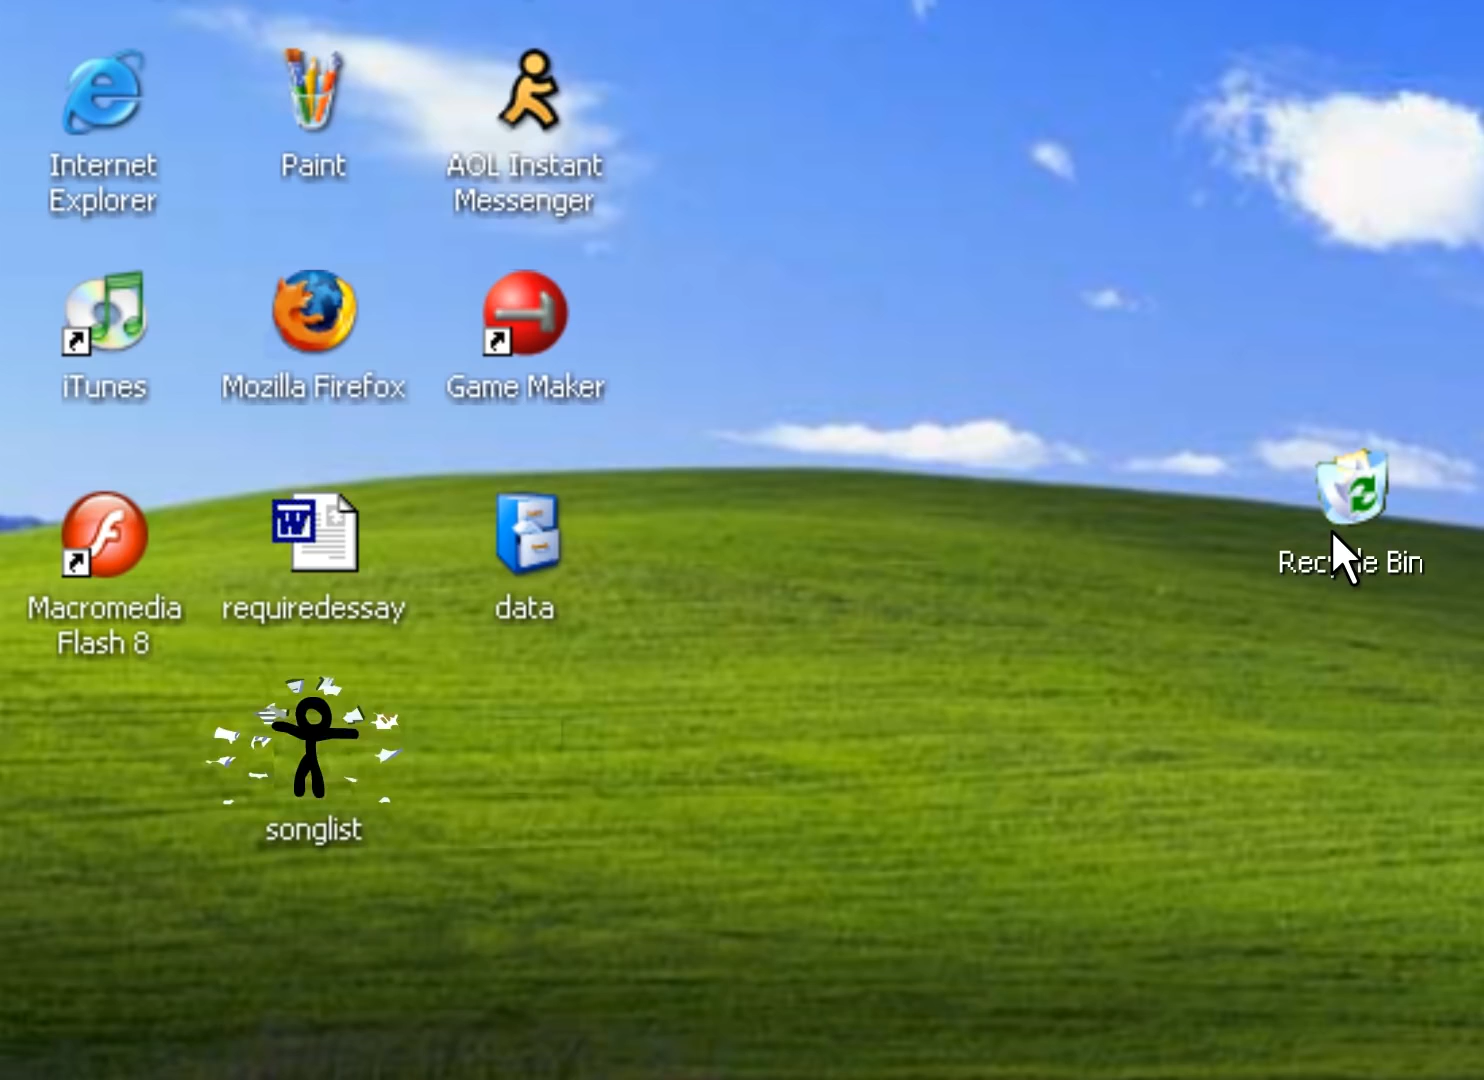 Internet
Explorer
Paint
AOL Instant
Messenger
iTunes
Mozilla Firefox
Game Maker
Macromedia
Flash 8
W
requiredessay
data
Recycle Bin
songlist